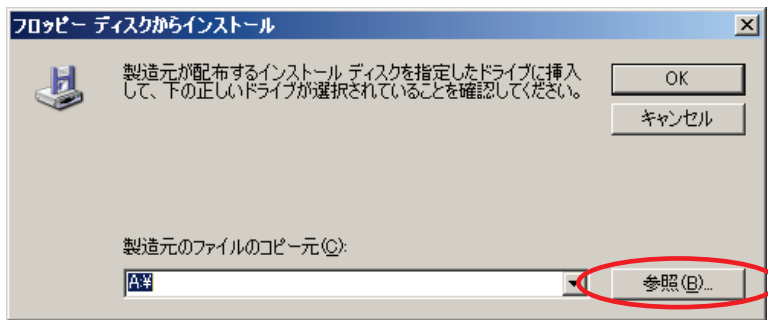 フロッピー ディスクからインストール
製造元が配布するインストール ディスクを指定したドライブに挿入
して、下の正しいドライブが選択されていることを確認してください。
OK
キャンセル
製造元のファイルのコピー元(C):
A:¥
参照(B)...